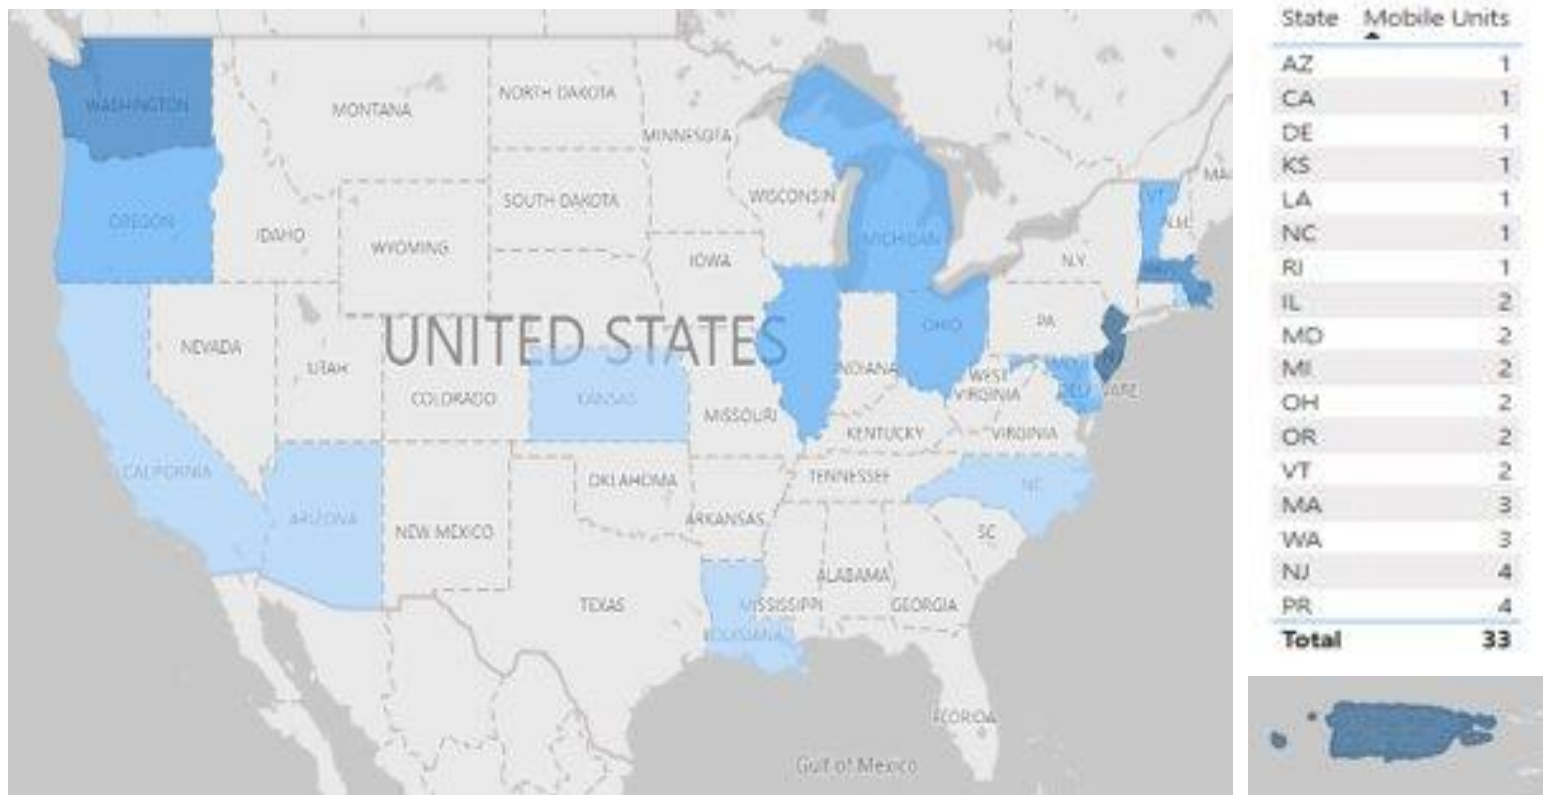 WASHINGTON
MONTANA
NORTH DAKOTA
MINNESOTA
OREGON
IDAHO
WYOMING
SOUTH DAKOTA
WISCONSIN
MICHIGAN
VT
N.H.
IOWA
N.Y.
NEVADA
UTAH
UNITED STATES
COLORADO
KANSAS
MISSOURI
INDIANA
OHIO
PA
WEST
VIRGINIA
KENTUCKY
VIRGINIA
CALIFORNIA
ARIZONA
NEW MEXICO
OKLAHOMA
ARKANSAS
TENNESSEE
NC
SC
TEXAS
LOUISIANA
MISSISSIPPI
ALABAMA
GEORGIA
FLORIDA
Gulf of Mexico
State Mobile Units
AZ 1
CA 1
DE 1
KS 1
LA 1
NC 1
RI 1
IL 2
MD 2
MI 2
OH 2
OR 2
VT 2
MA 3
WA 3
NJ 4
PR 4
Total 33